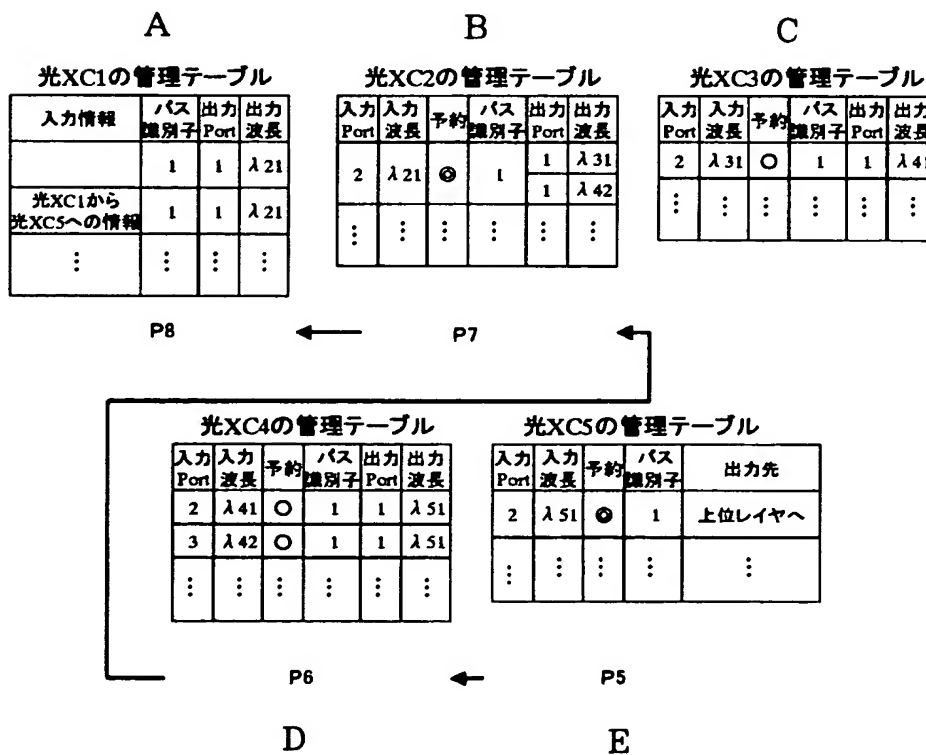 A
B
C
光XC1の管理テーブル
入力情報 パス識別子 出力Port 出力波長
1 1 λ21
光XC1から光XC5への情報 1 1 λ21
⋮ ⋮ ⋮ ⋮
光XC2の管理テーブル
入力Port 入力波長 予約 パス識別子 出力Port 出力波長
2 λ21 ◎ 1 1 λ31
1 λ42
⋮ ⋮ ⋮ ⋮ ⋮ ⋮
光XC3の管理テーブル
入力Port 入力波長 予約 パス識別子 出力Port 出力波長
2 λ31 ○ 1 1 λ41
⋮ ⋮ ⋮ ⋮ ⋮ ⋮
P8 ← P7
光XC4の管理テーブル
入力Port 入力波長 予約 パス識別子 出力Port 出力波長
2 λ41 ○ 1 1 λ51
3 λ42 ○ 1 1 λ51
⋮ ⋮ ⋮ ⋮ ⋮ ⋮
光XC5の管理テーブル
入力Port 入力波長 予約 パス識別子 出力先
2 λ51 ◎ 1 上位レイヤへ
⋮ ⋮ ⋮ ⋮ ⋮
P6 ← P5
D
E